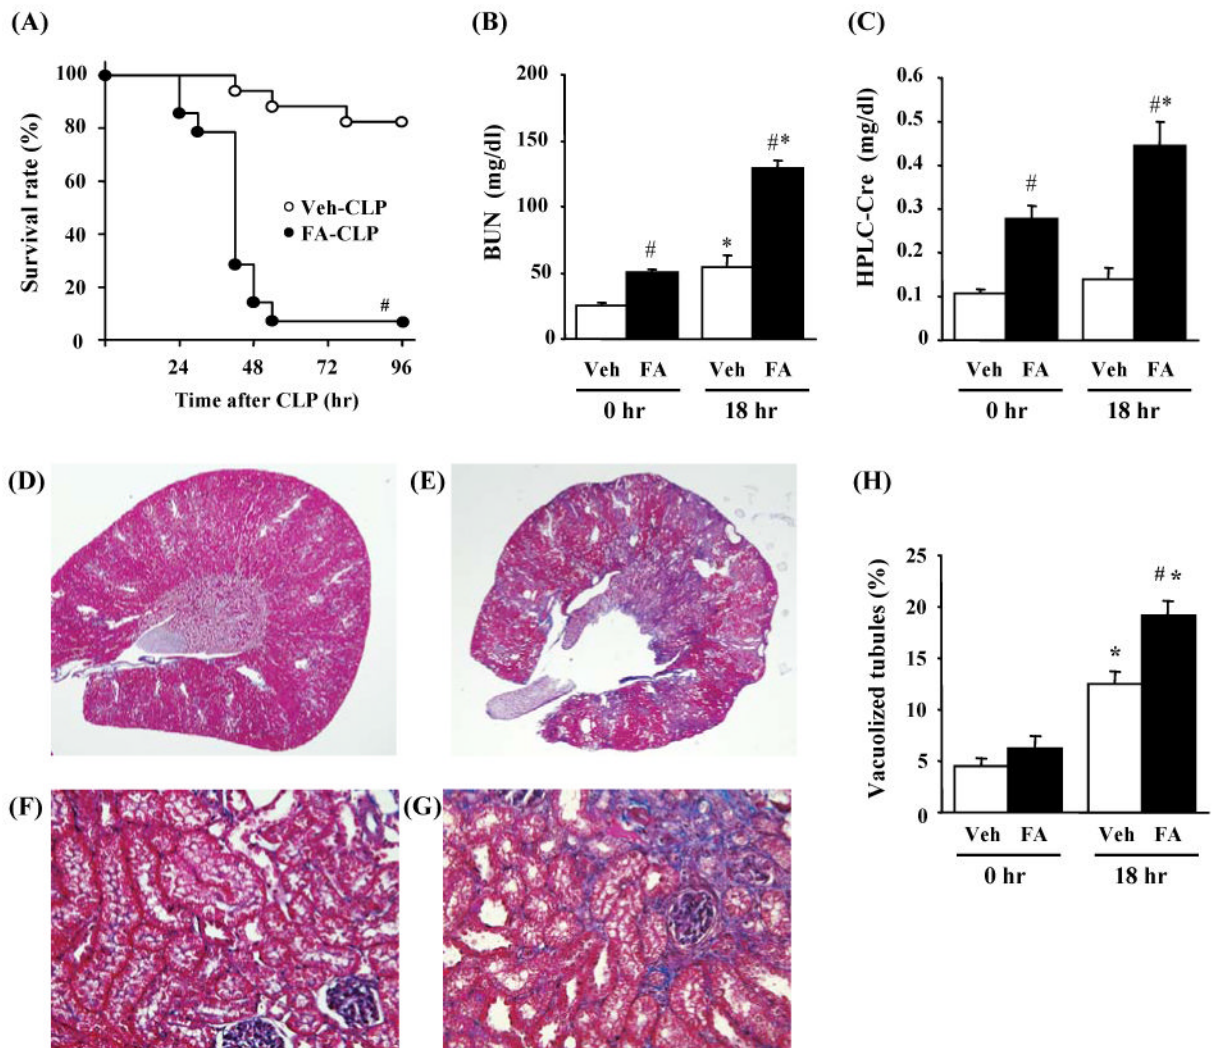 (A)
100
80
60
40
20
0
Survival rate (%)
Veh-CLP
FA-CLP
#
24 48 72 96
Time after CLP (hr)
(B)
200
150
100
50
0
BUN (mg/dl)
#
*
#*
Veh FA Veh FA
0 hr 18 hr
(C)
0.6
0.5
0.4
0.3
0.2
0.1
0
HPLC-Cre (mg/dl)
#
#*
Veh FA Veh FA
0 hr 18 hr
(D)
(E)
(F)
(G)
(H)
25
20
15
10
5
0
Vacuolized tubules (%)
*
# *
Veh FA Veh FA
0 hr 18 hr